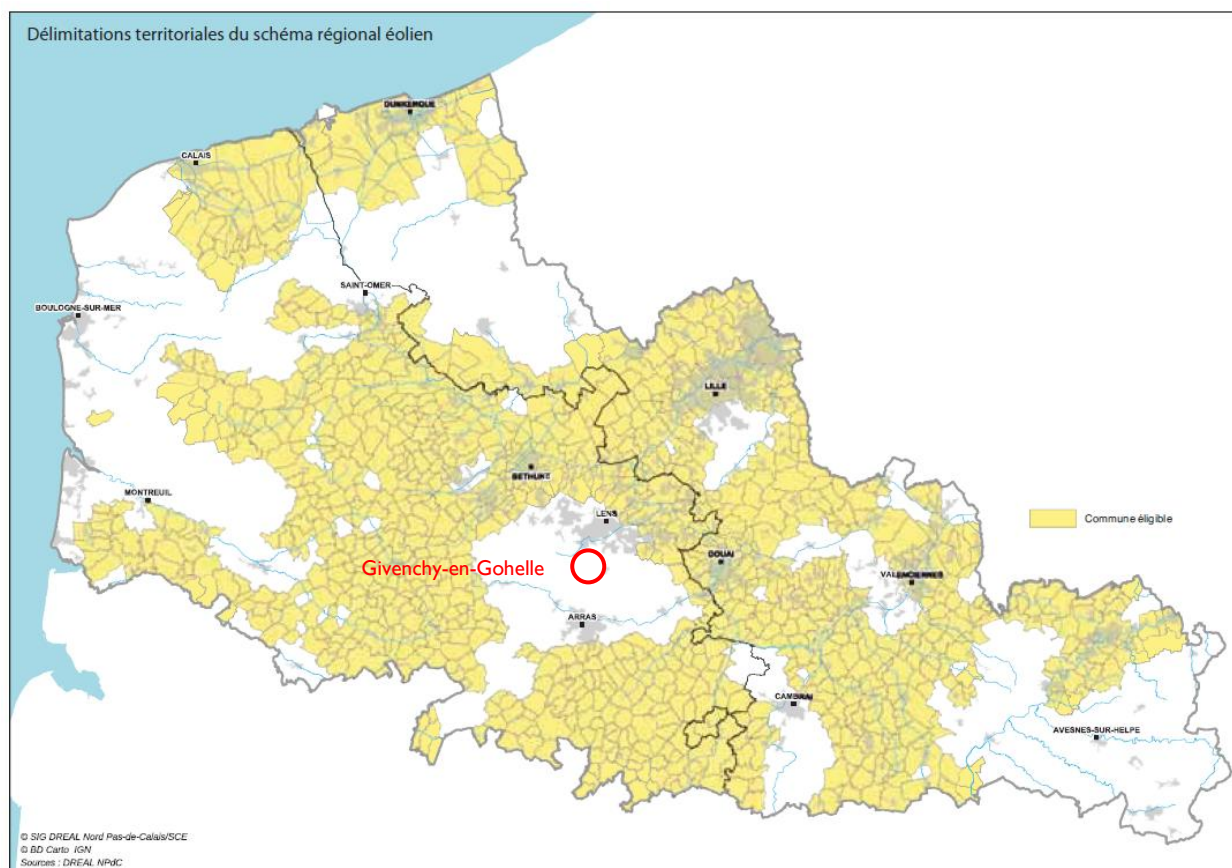 Délimitations territoriales du schéma régional éolien
DUNKERQUE
CALAIS
SAINT-OMER
BOULOGNE-SUR-MER
LILLE
BETHUNE
MONTREUIL
LENS
Commune éligible
DOUAI
Givenchy-en-Gohelle
VALENCIENNES
ARRAS
CAMBRAI
AVESNES-SUR-HELPE
© SIG DREAL Nord Pas-de-Calais/SCE
© BD Carto IGN
Sources : DREAL NPdC